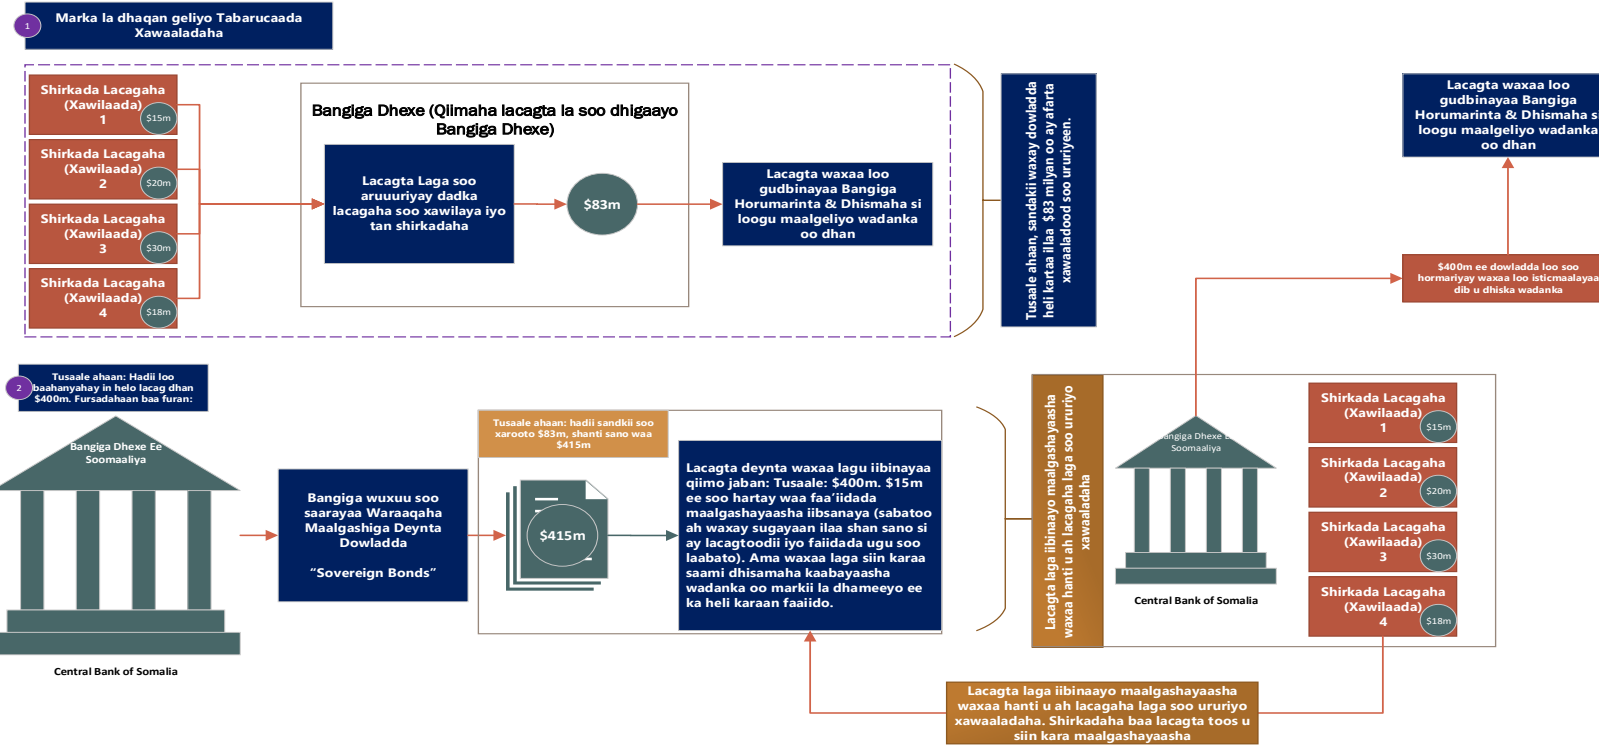 1
Marka la dhaqan geliyo Tabarucaada
Xawaaladaha
Shirkada Lacagaha
(Xawilaada)
1
$15m
Shirkada Lacagaha
(Xawilaada)
2
$20m
Shirkada Lacagaha
(Xawilaada)
3
$30m
Shirkada Lacagaha
(Xawilaada)
4
$18m
Bangiga Dhexe (Qiimaha lacagta la soo dhigaayo
Bangiga Dhexe)
Lacagta Laga soo
aruuuriyay dadka
lacagaha soo xawilaya iyo
tan shirkadaha
$83m
Lacagta waxaa loo
gudbinayaa Bangiga
Horumarinta & Dhismaha si
loogu maalgeliyo wadanka
oo dhan
Tusaale ahaan, sandakii waxay dowladda
heli kartaa illaa $83 milyan oo ay afarta
xawaaladood soo ururiyeen.
Lacagta waxaa loo
gudbinayaa Bangiga
Horumarinta & Dhismaha si
loogu maalgeliyo wadanka
oo dhan
$400m ee dowladda loo soo
hormariyay waxaa loo isticmaalayaa
dib u dhiska wadanka
2
Tusaale ahaan: Hadii loo
baahanyahay in helo lacag dhan
$400m. Fursadahaan baa furan:
Bangiga Dhexe Ee
Soomaaliya
Central Bank of Somalia
Bangiga wuxuu soo
saarayaa Waraaqaha
Maalgashiga Deynta
Dowladda
“Sovereign Bonds”
Tusaale ahaan: hadii sandkii soo
xarooto $83m, shanti sano waa
$415m
$415m
Lacagta deynta waxaa lagu iibinayaa
qiimo jaban: Tusaale: $400m. $15m
ee soo hartay waa faa’iidada
maalgashayaasha iibsanaya (sabatoo
ah waxay sugayaan ilaa shan sano si
ay lacagtoodii iyo faiidada ugu soo
laabato). Ama waxaa laga siin karaa
saami dhisamaha kaabayaasha
wadanka oo markii la dhameeyo ee
ka heli karaan faaiido.
Lacagta laga iibinaayo maalgashayaasha
waxaa hanti u ah lacagaha laga soo ururiyo
xawaaladaha
Bangiga Dhexe E
Soomaaliya
Central Bank of Somalia
Shirkada Lacagaha
(Xawilaada)
1
$15m
Shirkada Lacagaha
(Xawilaada)
2
$20m
Shirkada Lacagaha
(Xawilaada)
3
$30m
Shirkada Lacagaha
(Xawilaada)
4
$18m
Lacagta laga iibinaayo maalgashayaasha
waxaa hanti u ah lacagaha laga soo ururiyo
xawaaladaha. Shirkadaha baa lacagta toos u
siin kara maalgashayaasha